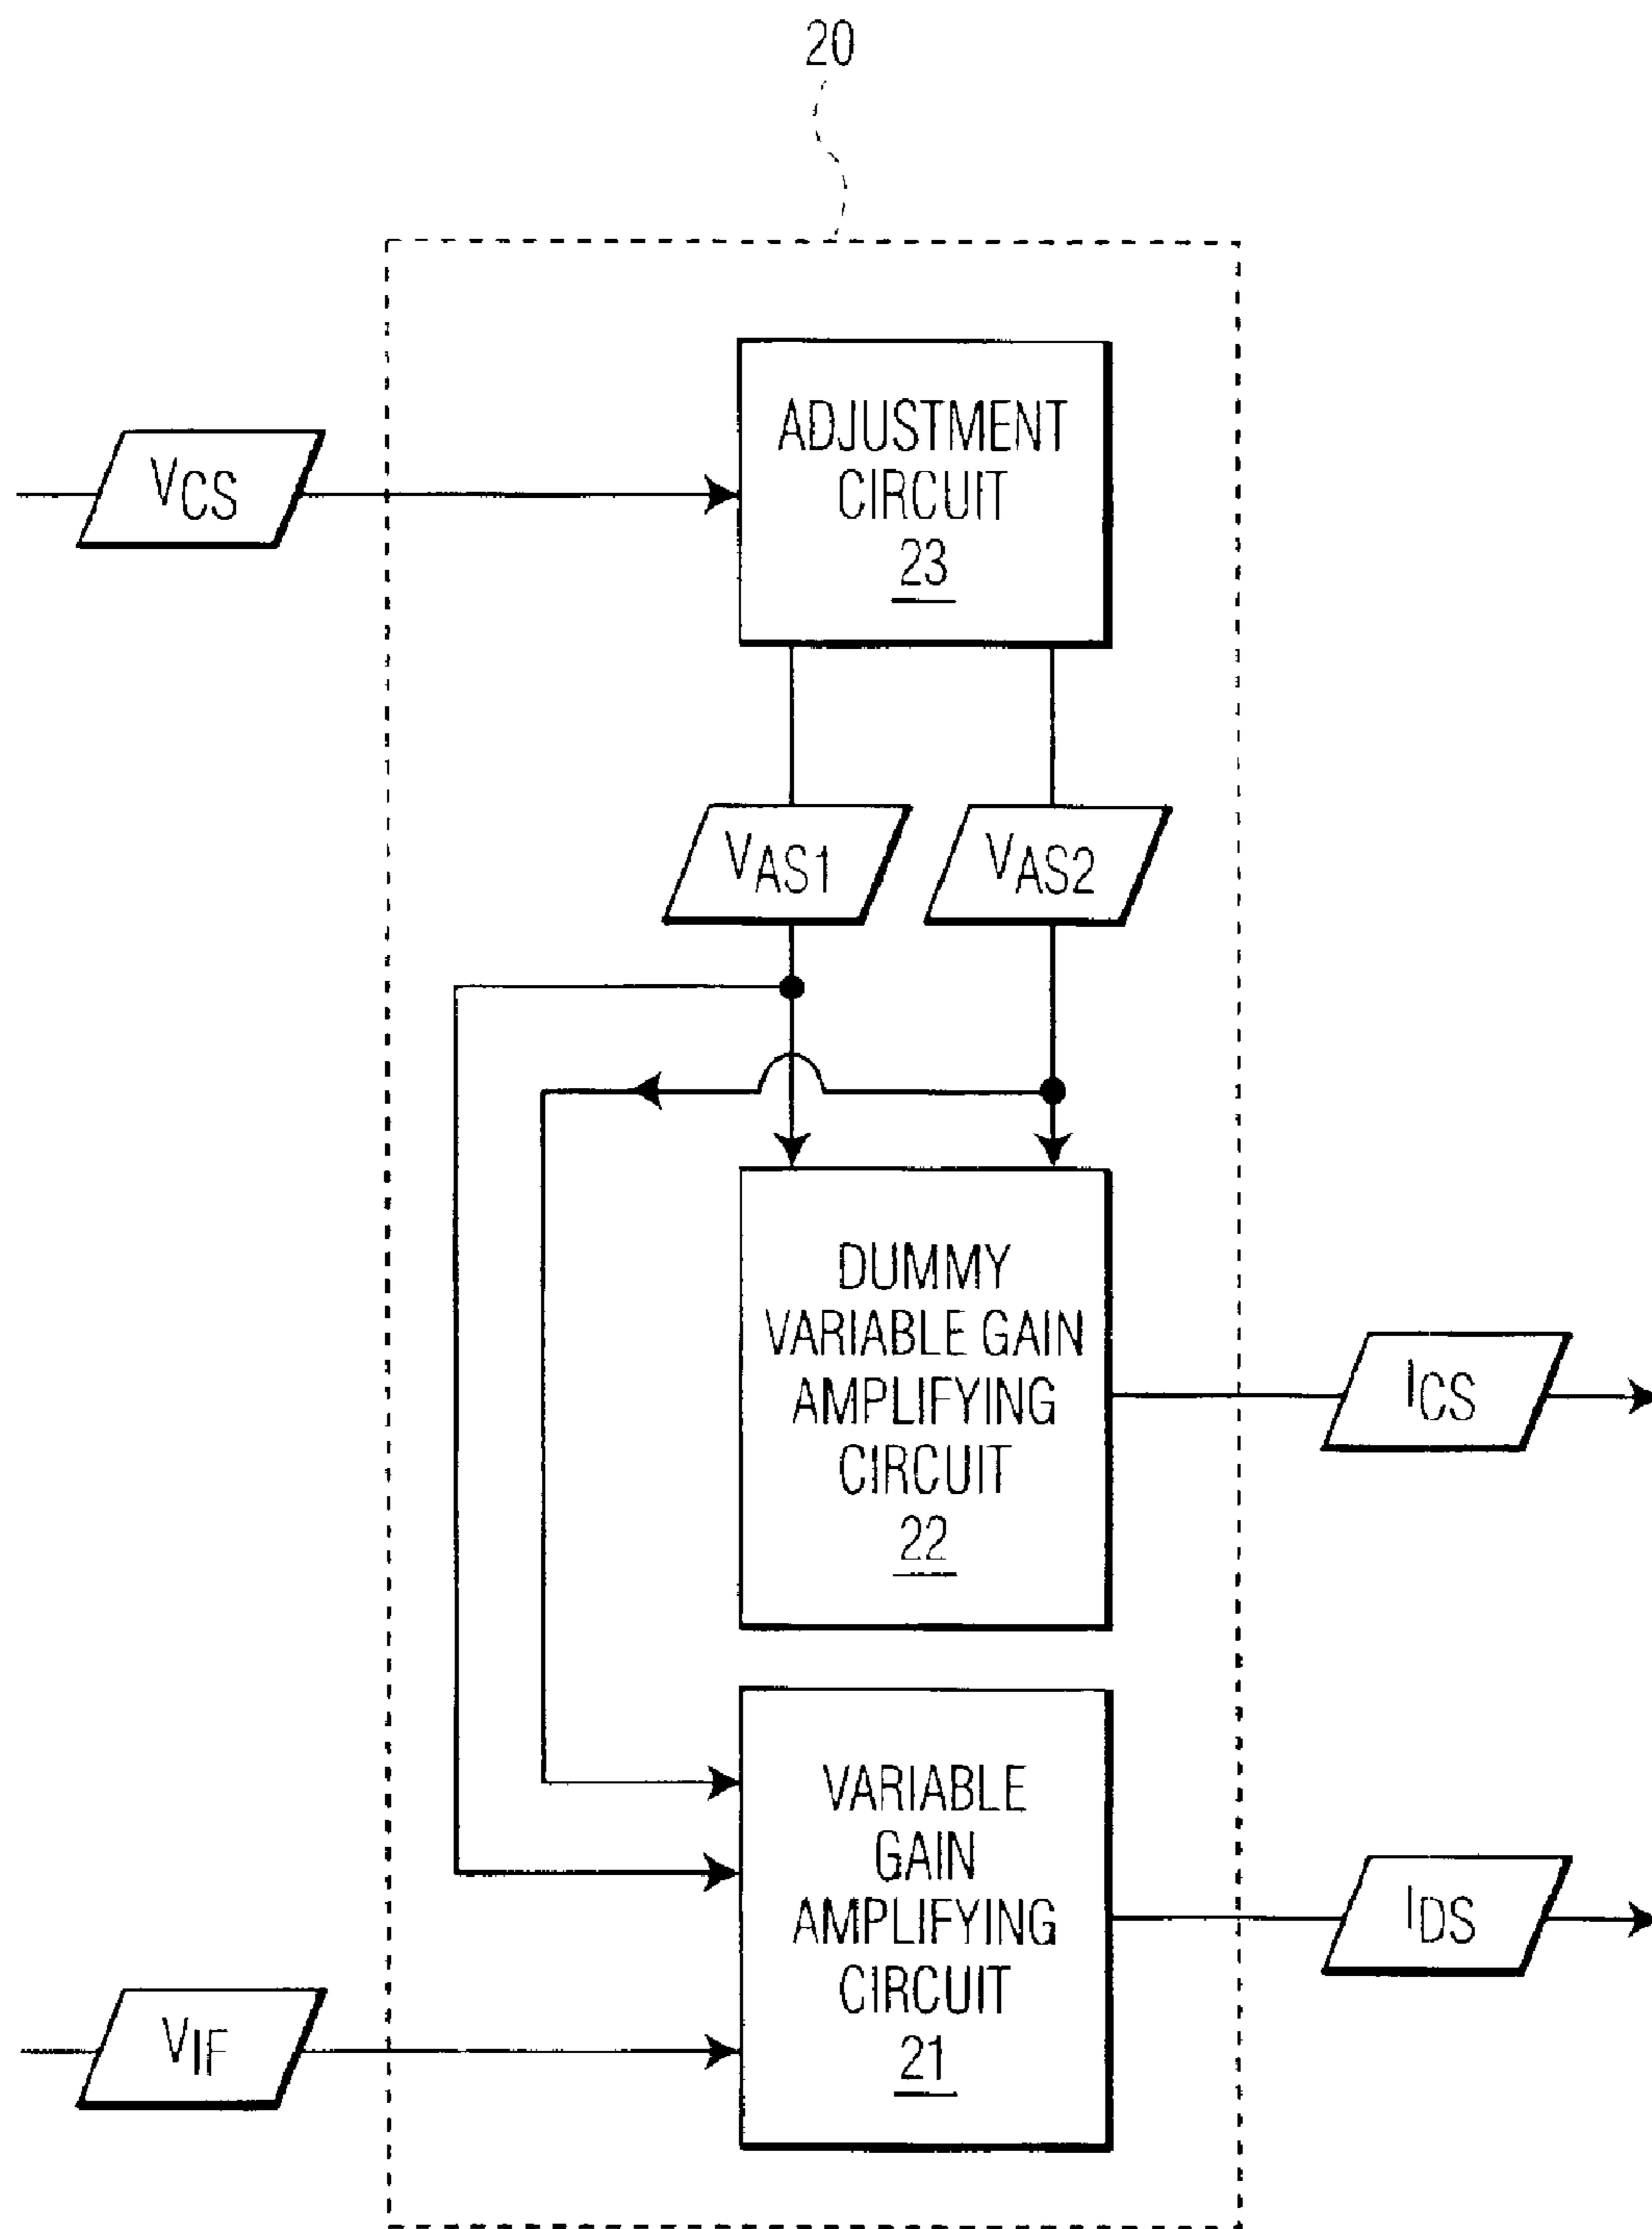 20
ADJUSTMENT
CIRCUIT
23
VCS
VAS1
VAS2
DUMMY
VARIABLE GAIN
AMPLIFYING
CIRCUIT
22
ICS
VARIABLE
GAIN
AMPLIFYING
CIRCUIT
21
IDS
VIF